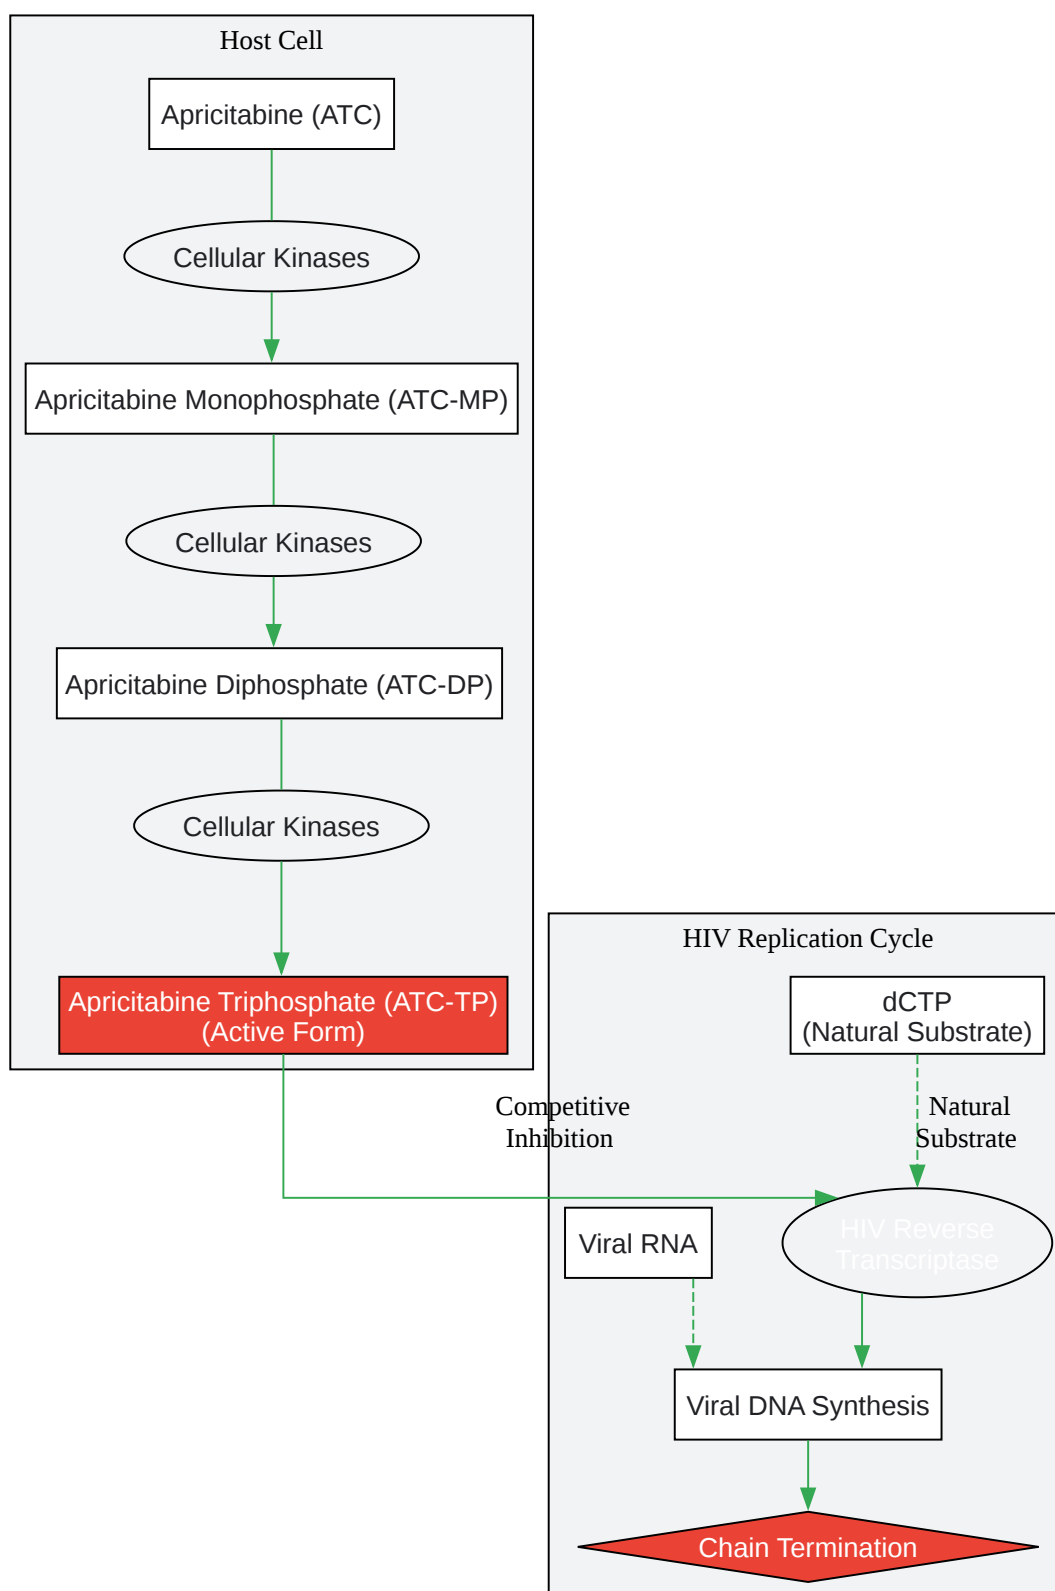 Host Cell
Apricitabine (ATC)
Cellular Kinases
Apricitabine Monophosphate (ATC-MP)
Cellular Kinases
Apricitabine Diphosphate (ATC-DP)
Cellular Kinases
Apricitabine Triphosphate (ATC-TP)
(Active Form)
HIV Replication Cycle
dCTP
(Natural Substrate)
Competitive
Inhibition
Natural
Substrate
HIV Reverse
Transcriptase
Viral RNA
Viral DNA Synthesis
Chain Termination